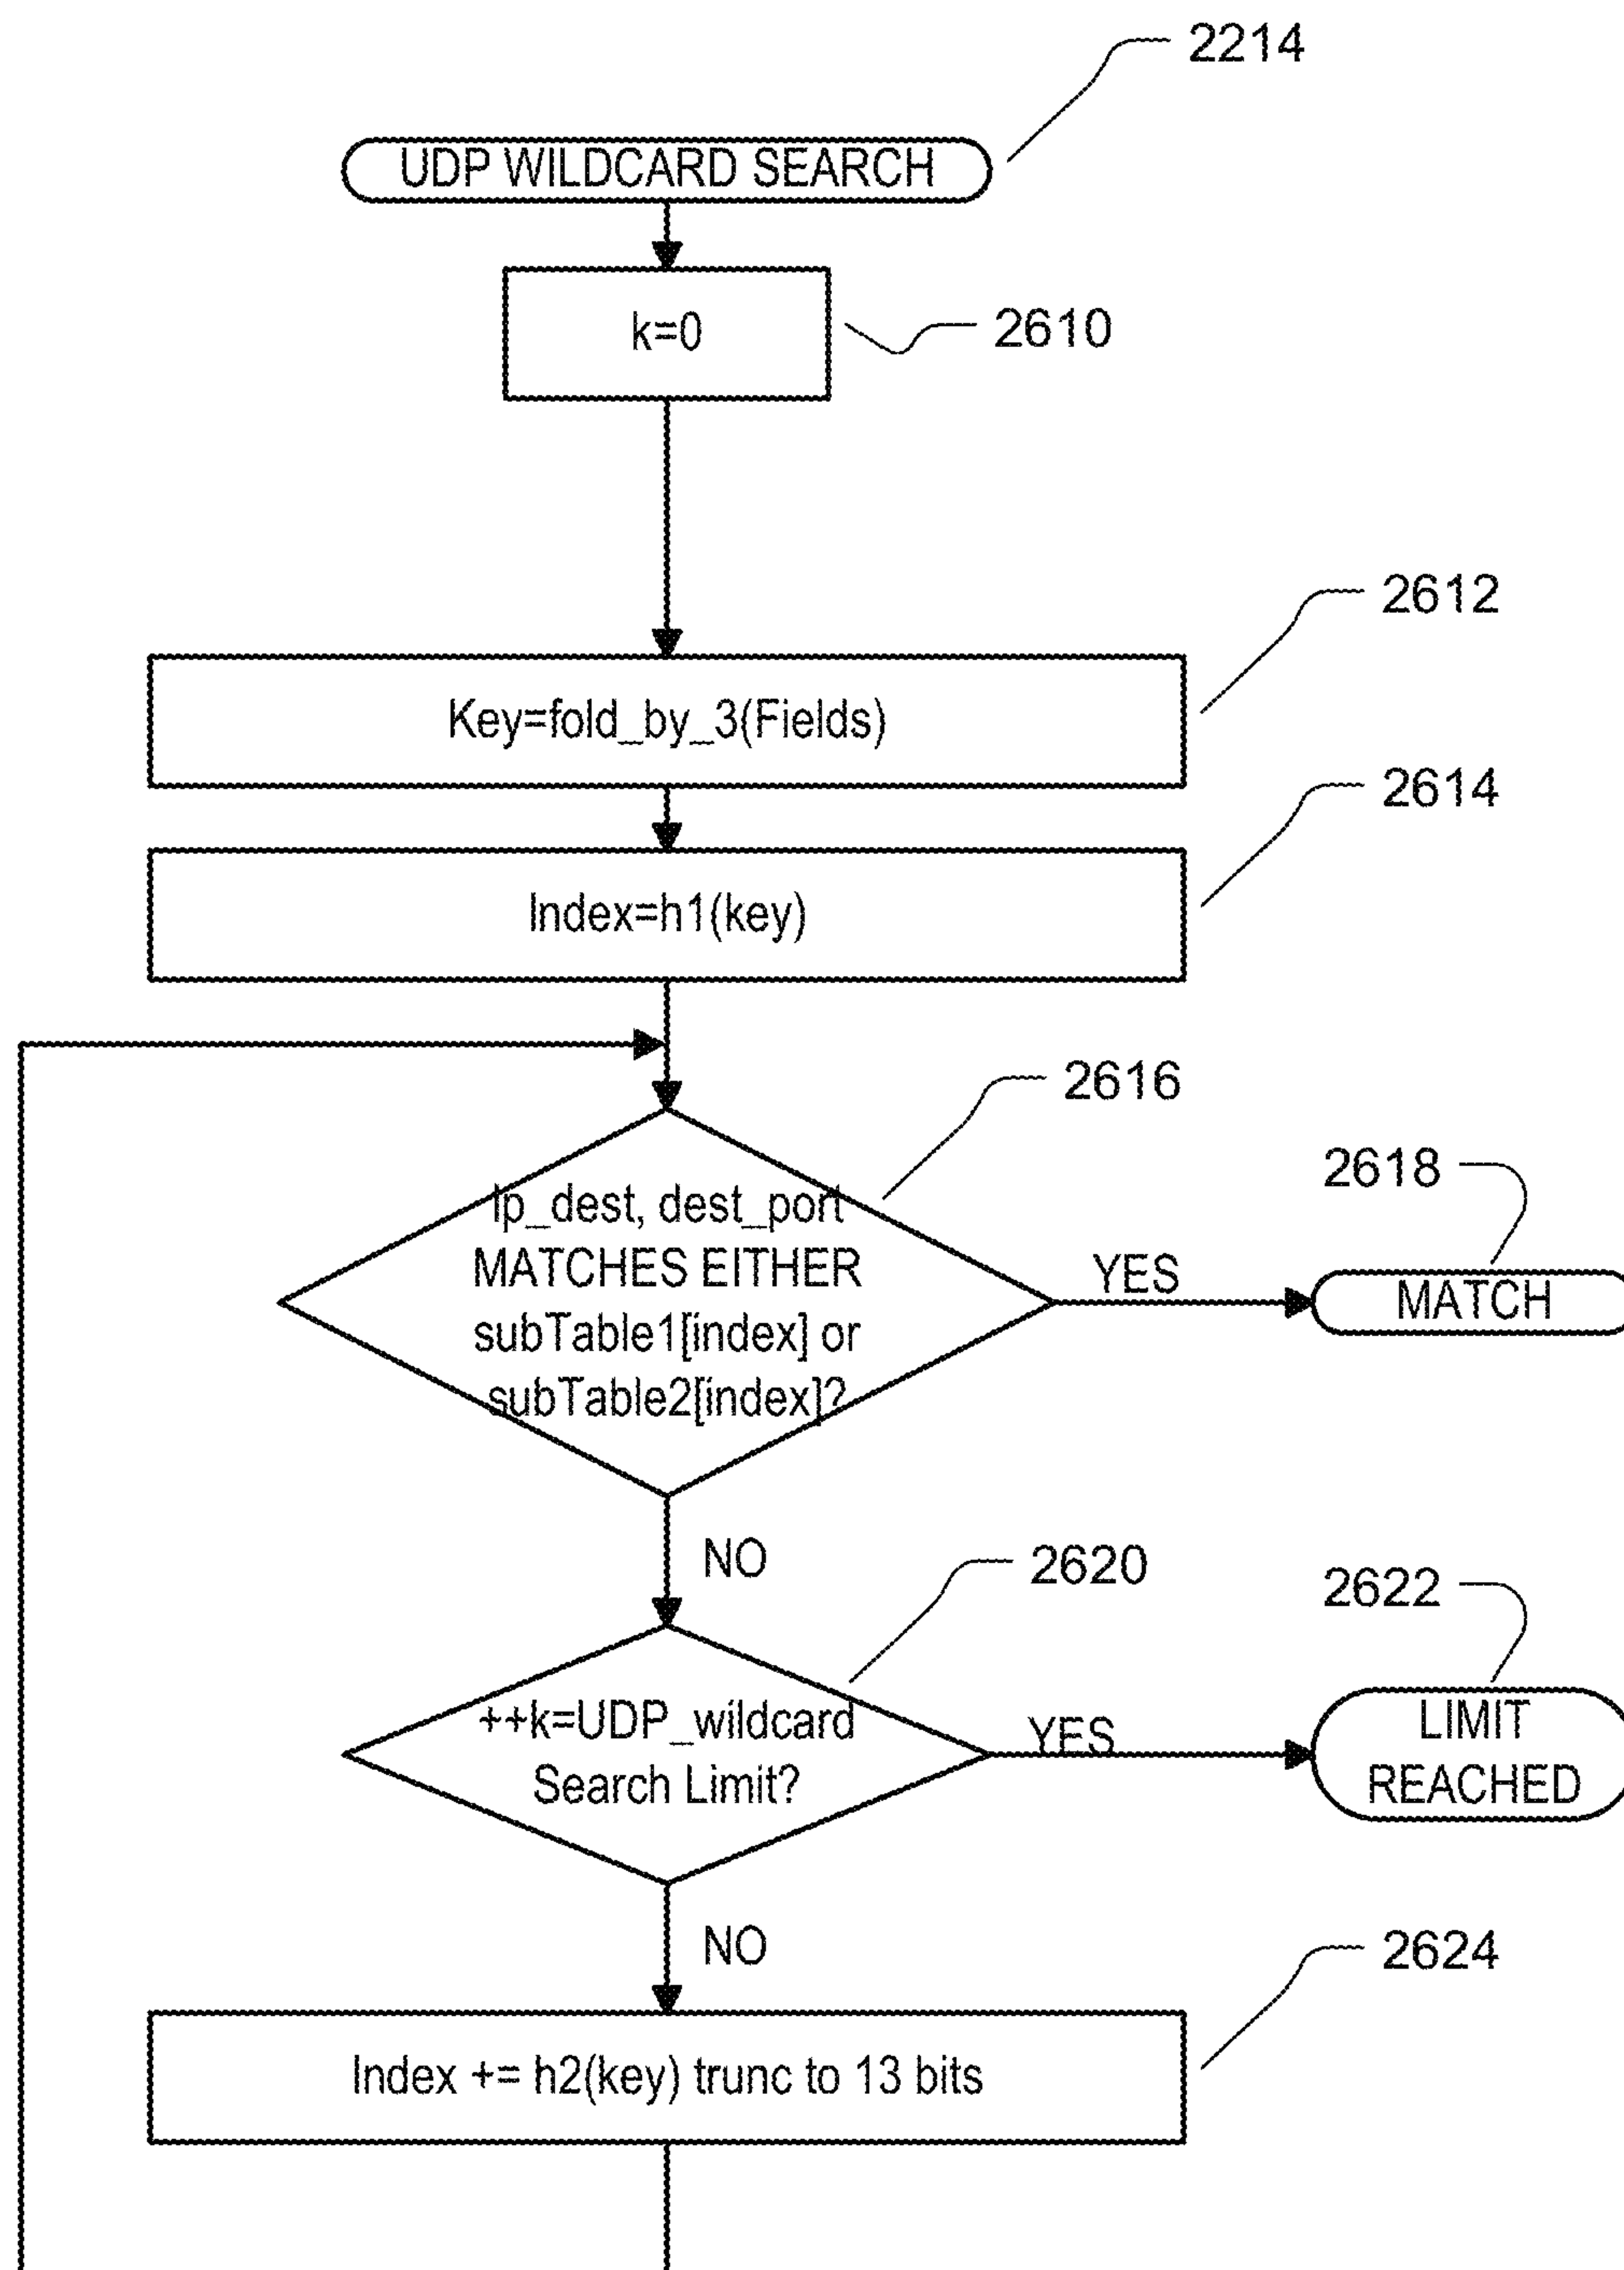 2214
UDP WILDCARD SEARCH
k=0
2610
2612
Key=fold_by_3(Fields)
2614
Index=h1(key)
2616
Ip_dest, dest_port
MATCHES EITHER
subTable1[index] or
subTable2[index]?
YES
2618
MATCH
NO
2620
++k=UDP_wildcard
Search Limit?
YES
2622
LIMIT
REACHED
NO
2624
Index += h2(key) trunc to 13 bits